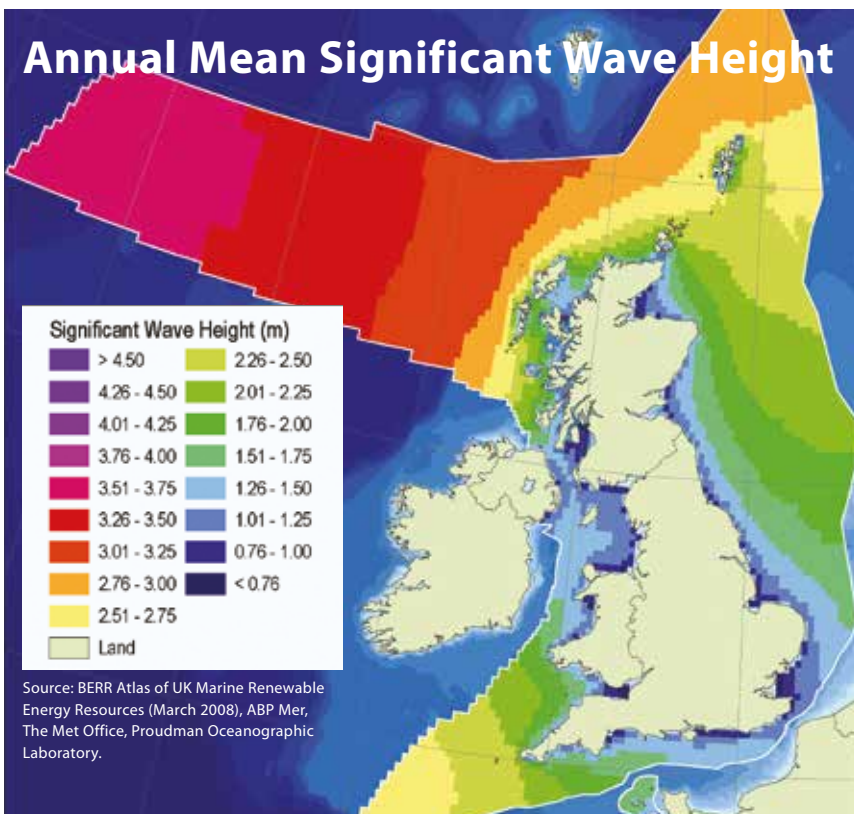 Annual Mean Significant Wave Height
Significant Wave Height (m)
> 4.50
4.26 - 4.50
4.01 - 4.25
3.76 - 4.00
3.51 - 3.75
3.26 - 3.50
3.01 - 3.25
2.76 - 3.00
2.51 - 2.75
Land
2.26 - 2.50
2.01 - 2.25
1.76 - 2.00
1.51 - 1.75
1.26 - 1.50
1.01 - 1.25
0.76 - 1.00
< 0.76
Source: BERR Atlas of UK Marine Renewable
Energy Resources (March 2008), ABP Mer,
The Met Office, Proudman Oceanographic
Laboratory.